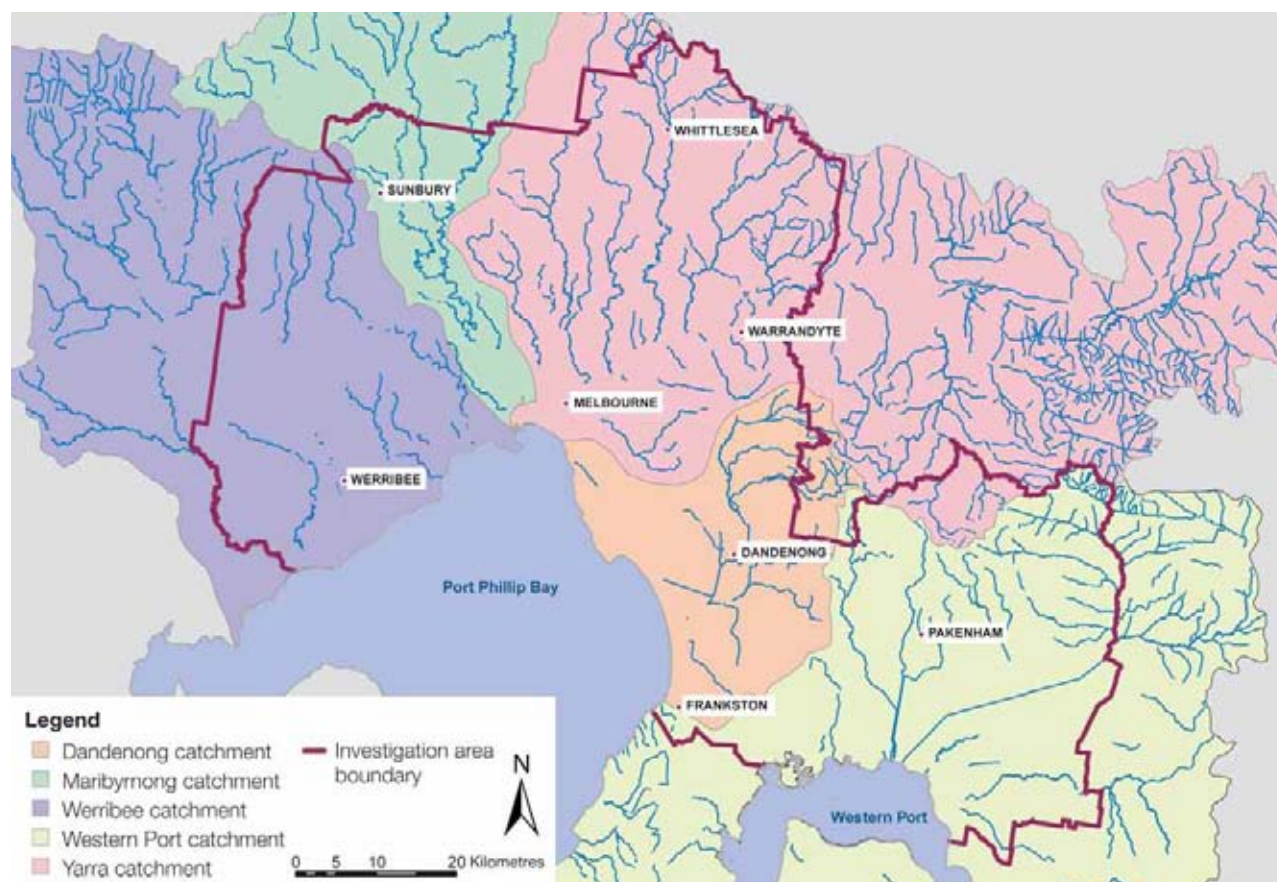 WHITTLESEA
SUNBURY
WARRANDYTE
MELBOURNE
WERRIBEE
DANDENONG
Port Phillip Bay
PAKENHAM
FRANKSTON
Western Port
Legend
Dandenong catchment
Maribyrnong catchment
Werribee catchment
Western Port catchment
Yarra catchment
Investigation area
boundary
N
0 5 10 20 Kilometres